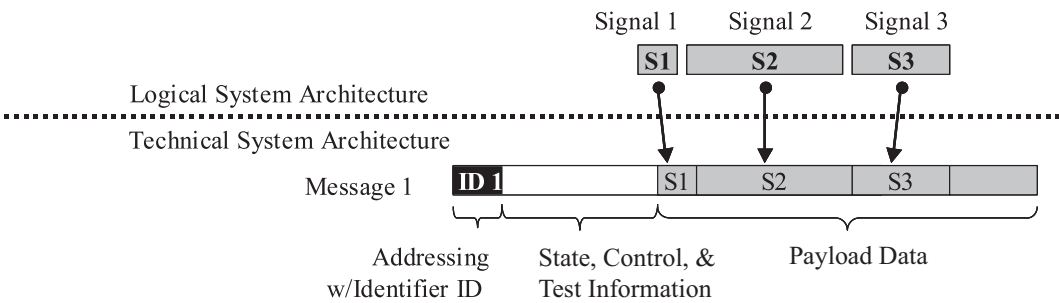 Signal 1 Signal 2 Signal 3
S1 S2 S3
Logical System Architecture
Technical System Architecture
Message 1 ID 1 S1 S2 S3
Addressing w/Identifier ID
State, Control, & Test Information
Payload Data